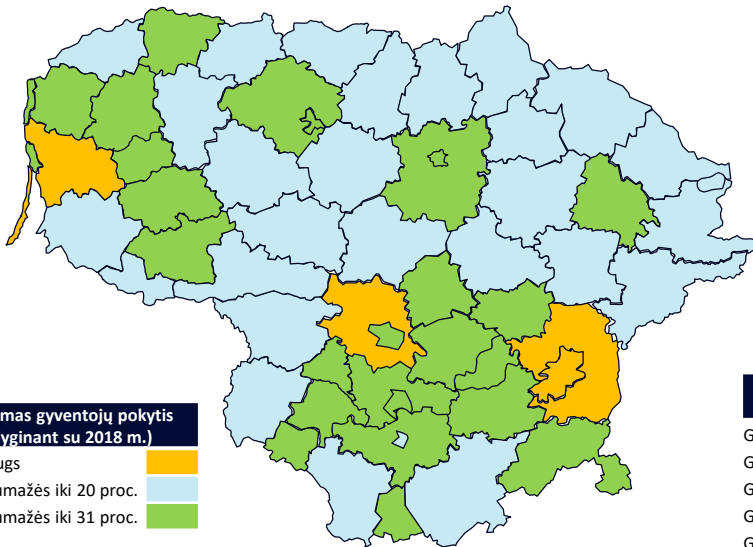 mas gyventojų pokytis
yginant su 2018 m.)
ugs
umažės iki 20 proc.
umažės iki 31 proc.
G
G
G
G
G